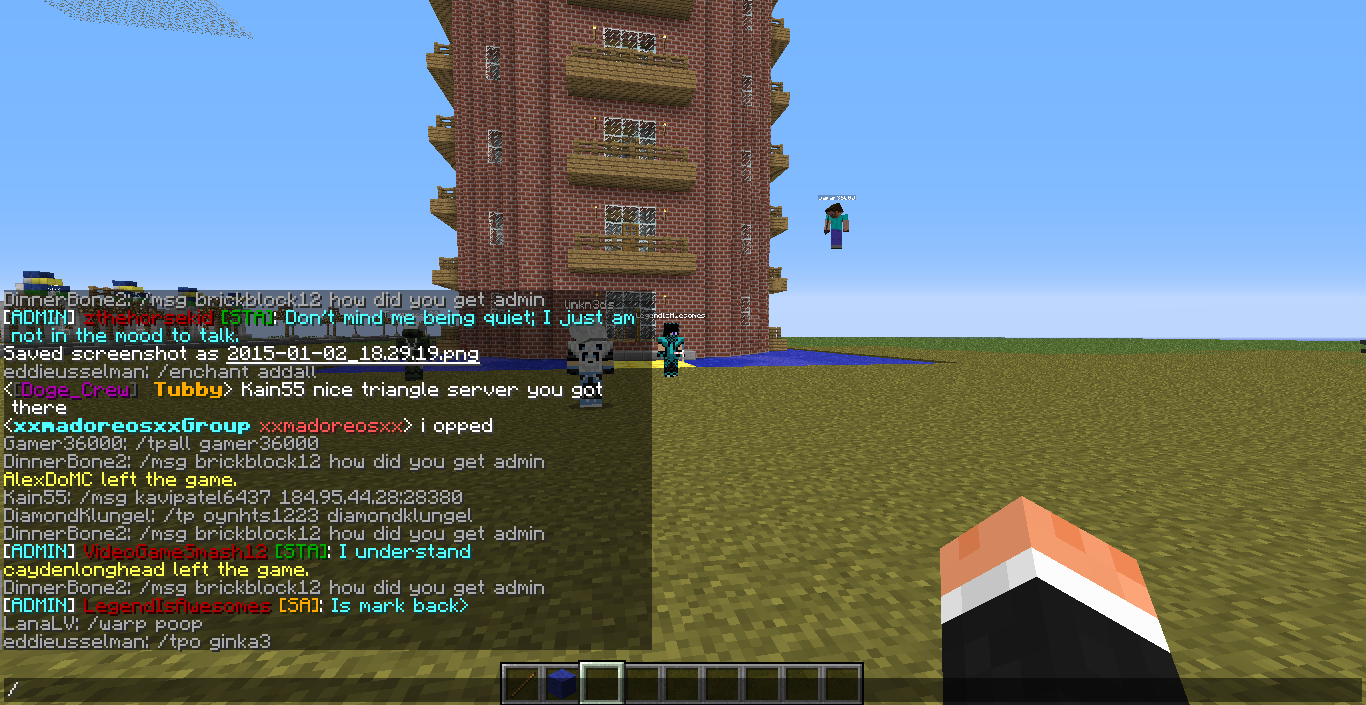 Gamer36000
DinnerBone2: /msg brickblock12 how did you get admin
linkn3ds
LegendIsAwesomes
[ADMIN] zthehorsekid [STA]: Don't mind me being quiet; I just am
not in the mood to talk.
Saved screenshot as 2015-01-02_18.29.19.png
eddieusselman: /enchant addall
<[Doge_Crew] Tubby> Kain55 nice triangle server you got
there
<xxmadoreosxxGroup xxmadoreosxx> i opped
Gamer36000: /tpall gamer36000
DinnerBone2: /msg brickblock12 how did you get admin
AlexDoMC left the game.
Kain55: /msg kavipatel6437 184.95.44.28:28380
DiamondKlungel: /tp oynhts1223 diamondklungel
DinnerBone2: /msg brickblock12 how did you get admin
[ADMIN] VideoGameSmash12 [STA]: I understand
caydenlonghead left the game.
DinnerBone2: /msg brickblock12 how did you get admin
[ADMIN] LegendIsAwesomes [SA]: Is mark back>
LanaLV: /warp poop
eddieusselman: /tpo ginka3
/